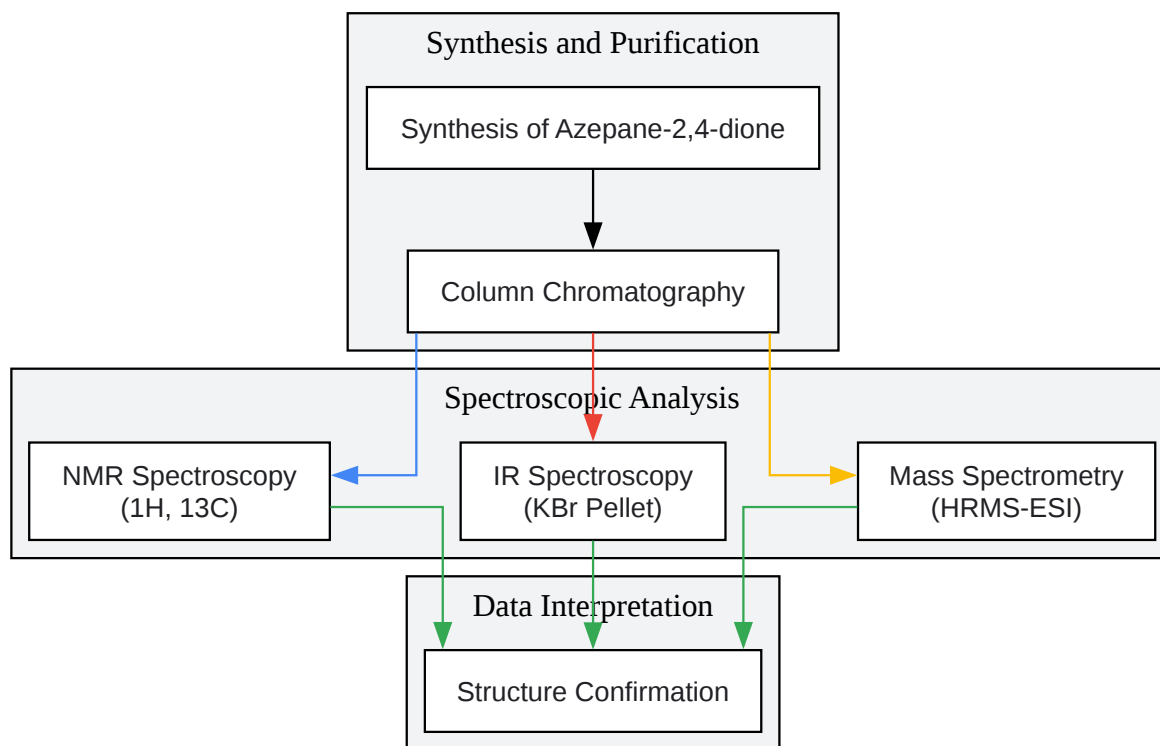 Synthesis and Purification
Synthesis of Azepane-2,4-dione
Column Chromatography
Spectroscopic Analysis
NMR Spectroscopy
(1H, 13C)
IR Spectroscopy
(KBr Pellet)
Mass Spectrometry
(HRMS-ESI)
Data Interpretation
Structure Confirmation